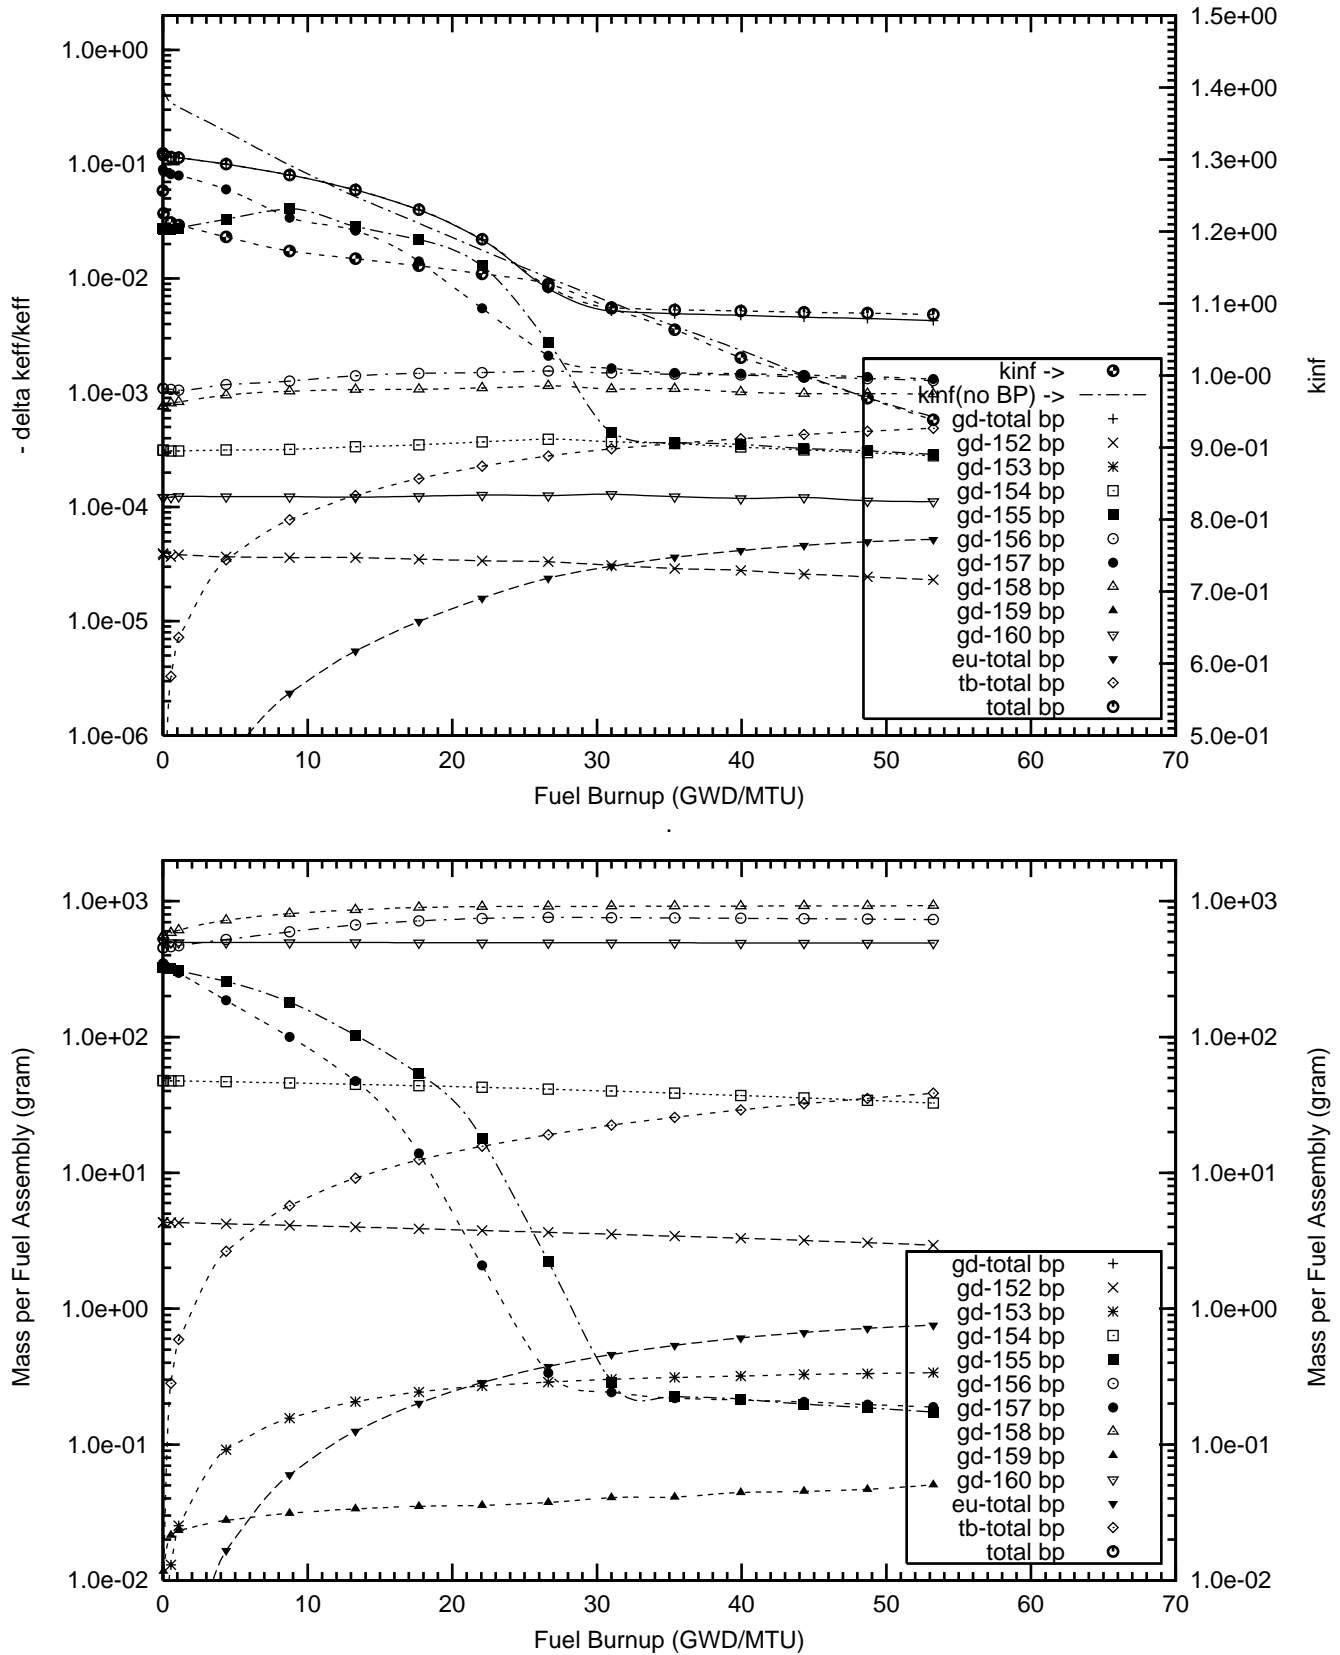 1.0e+00
1.0e-01
1.0e-02
1.0e-03
1.0e-04
1.0e-05
1.0e-06
- delta keff/keff
1.5e+00
1.4e+00
1.3e+00
1.2e+00
1.1e+00
1.0e-00
9.0e-01
8.0e-01
7.0e-01
6.0e-01
5.0e-01
kinf
kinf ->
kinf(no BP) ->
gd-total bp
gd-152 bp
gd-153 bp
gd-154 bp
gd-155 bp
gd-156 bp
gd-157 bp
gd-158 bp
gd-159 bp
gd-160 bp
eu-total bp
tb-total bp
total bp
0 10 20 30 40 50 60 70
Fuel Burnup (GWD/MTU)
.
1.0e+03
1.0e+02
1.0e+01
1.0e+00
1.0e-01
1.0e-02
Mass per Fuel Assembly (gram)
1.0e+03
1.0e+02
1.0e+01
1.0e+00
1.0e-01
1.0e-02
Mass per Fuel Assembly (gram)
gd-total bp
gd-152 bp
gd-153 bp
gd-154 bp
gd-155 bp
gd-156 bp
gd-157 bp
gd-158 bp
gd-159 bp
gd-160 bp
eu-total bp
tb-total bp
total bp
0 10 20 30 40 50 60 70
Fuel Burnup (GWD/MTU)